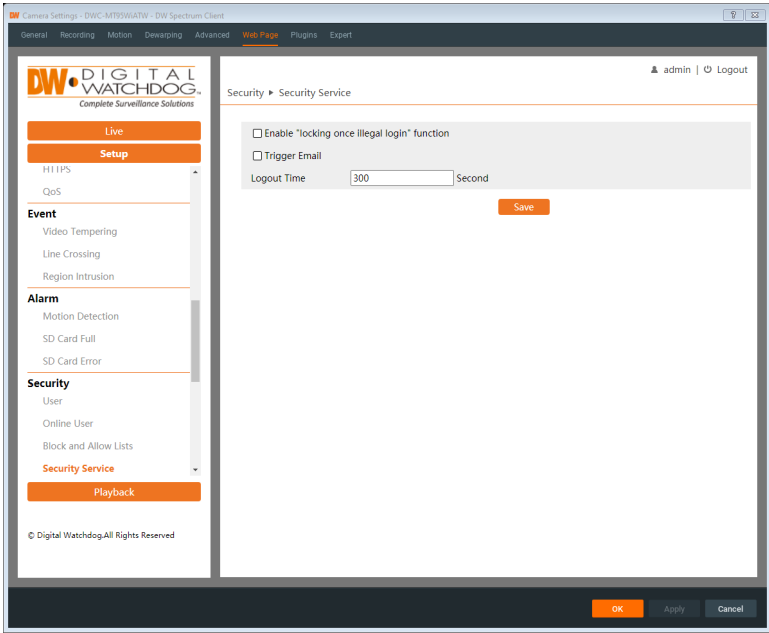 DW Camera Settings - DWC-MT95WiATW - DW Spectrum Client
General Recording Motion Dewarping Advanced Web Page Plugins Expert
DW DIGITAL
WATCHDOG
Complete Surveillance Solutions
Live
Setup
HTTPS
QoS
Event
Video Tempering
Line Crossing
Region Intrusion
Alarm
Motion Detection
SD Card Full
SD Card Error
Security
User
Online User
Block and Allow Lists
Security Service
Playback
© Digital Watchdog.All Rights Reserved
admin | Logout
Security ▸ Security Service
Enable "locking once illegal login" function
Trigger Email
Logout Time 300 Second
Save
OK Apply Cancel